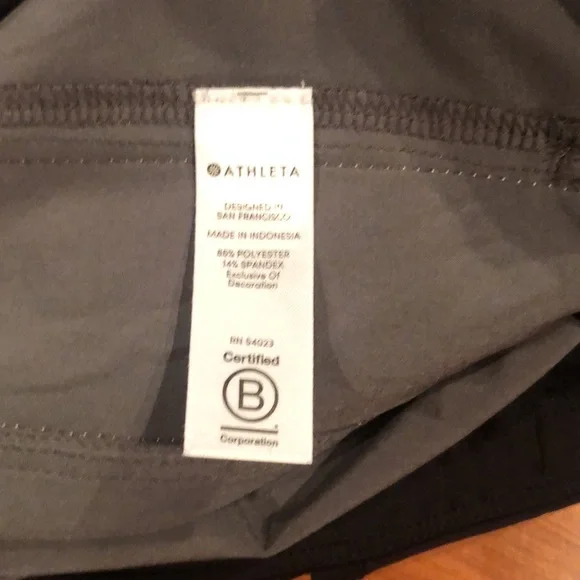 ATHLETA
DESIGNED IN
SAN FRANCISCO
MADE IN INDONESIA
86% POLYESTER
14% SPANDEX
Exclusive Of
Decoration
RN 54023
Certified
B
Corporation